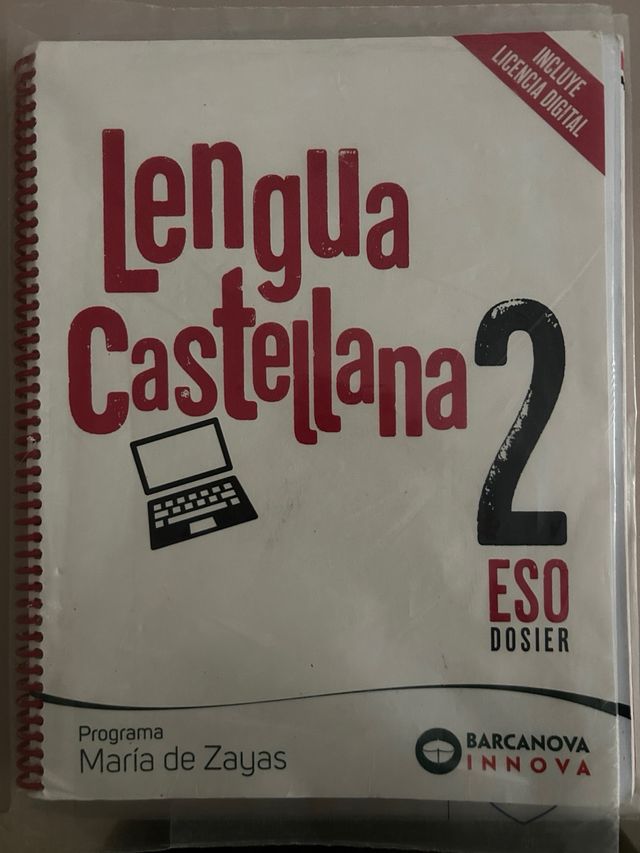 INCLUYE
LICENCIA DIGITAL
Lengua
Castellana
2
ESO
DOSIER
Programa
María de Zayas
BARCANOVA
INNOVA